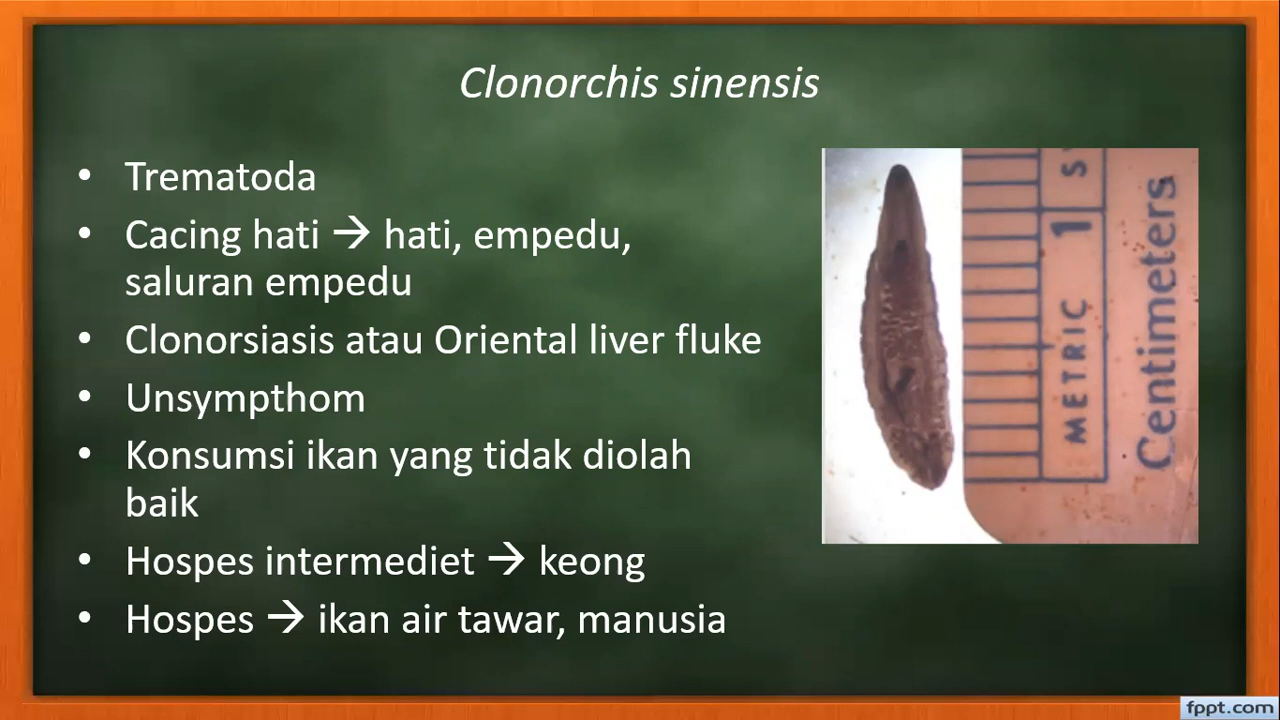 Clonorchis sinensis
• Trematoda
• Cacing hati → hati, empedu,
saluran empedu
• Clonorsiasis atau Oriental liver fluke
• Unsympthom
• Konsumsi ikan yang tidak diolah
baik
• Hospes intermediet → keong
• Hospes → ikan air tawar, manusia
METRIC 1
Centimeters
fppt.com